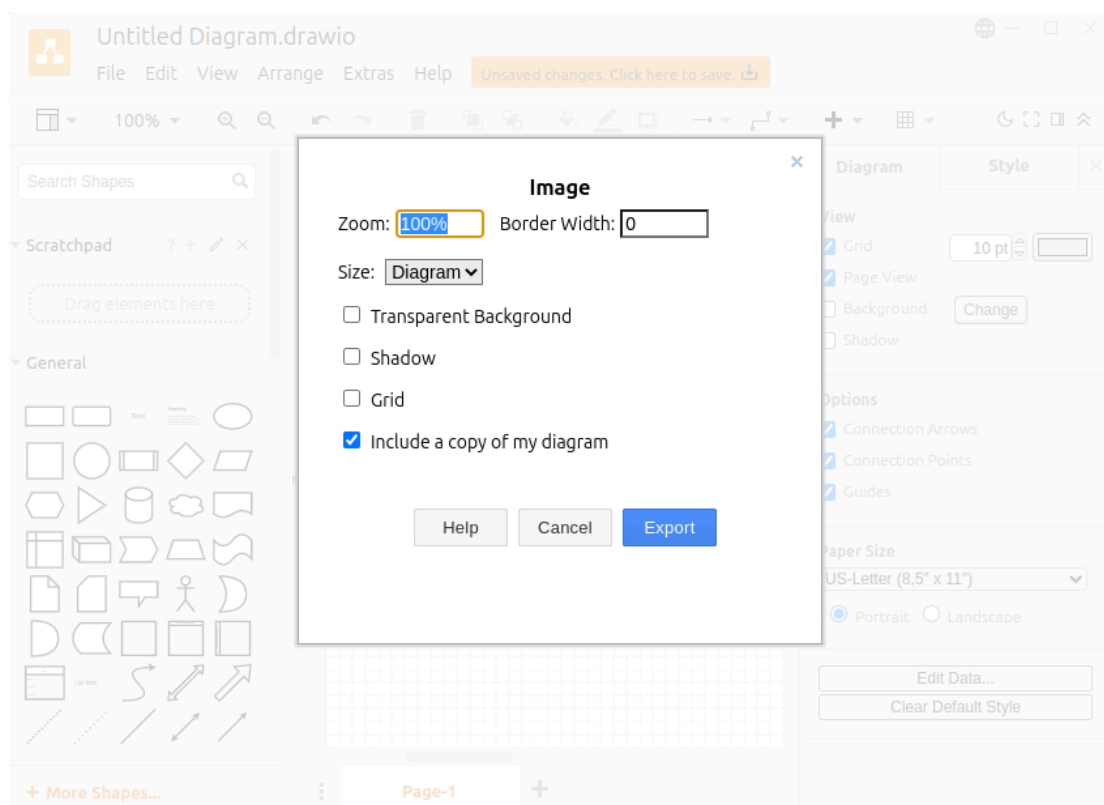 Untitled Diagram.drawio
File Edit View Arrange Extras Help Unsaved changes. Click here to save.
100%
Search Shapes
Scratchpad ?
Drag elements here
General
Text
List Item
+ More Shapes...
Image
Zoom: 100% Border Width: 0
Size: Diagram
Transparent Background
Shadow
Grid
Include a copy of my diagram
Help Cancel Export
Page-1
Diagram Style
View
Grid 10 pt
Page View
Background Change
Shadow
Options
Connection Arrows
Connection Points
Guides
Paper Size
US-Letter (8,5" x 11")
Portrait Landscape
Edit Data...
Clear Default Style